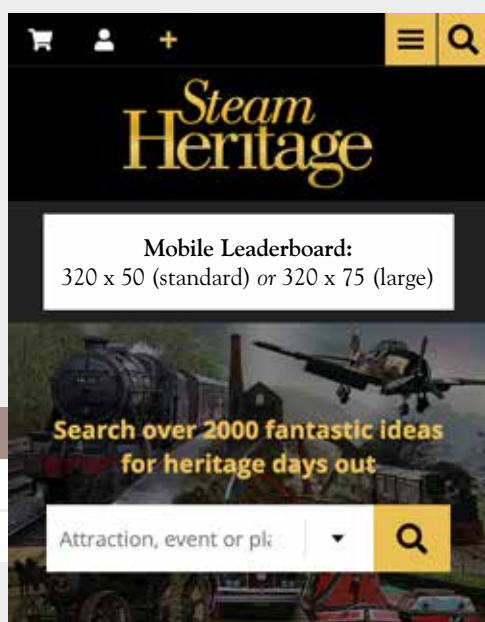 Steam
Heritage
Mobile Leaderboard:
320 x 50 (standard) or 320 x 75 (large)
Search over 2000 fantastic ideas
for heritage days out
Attraction, event or pla